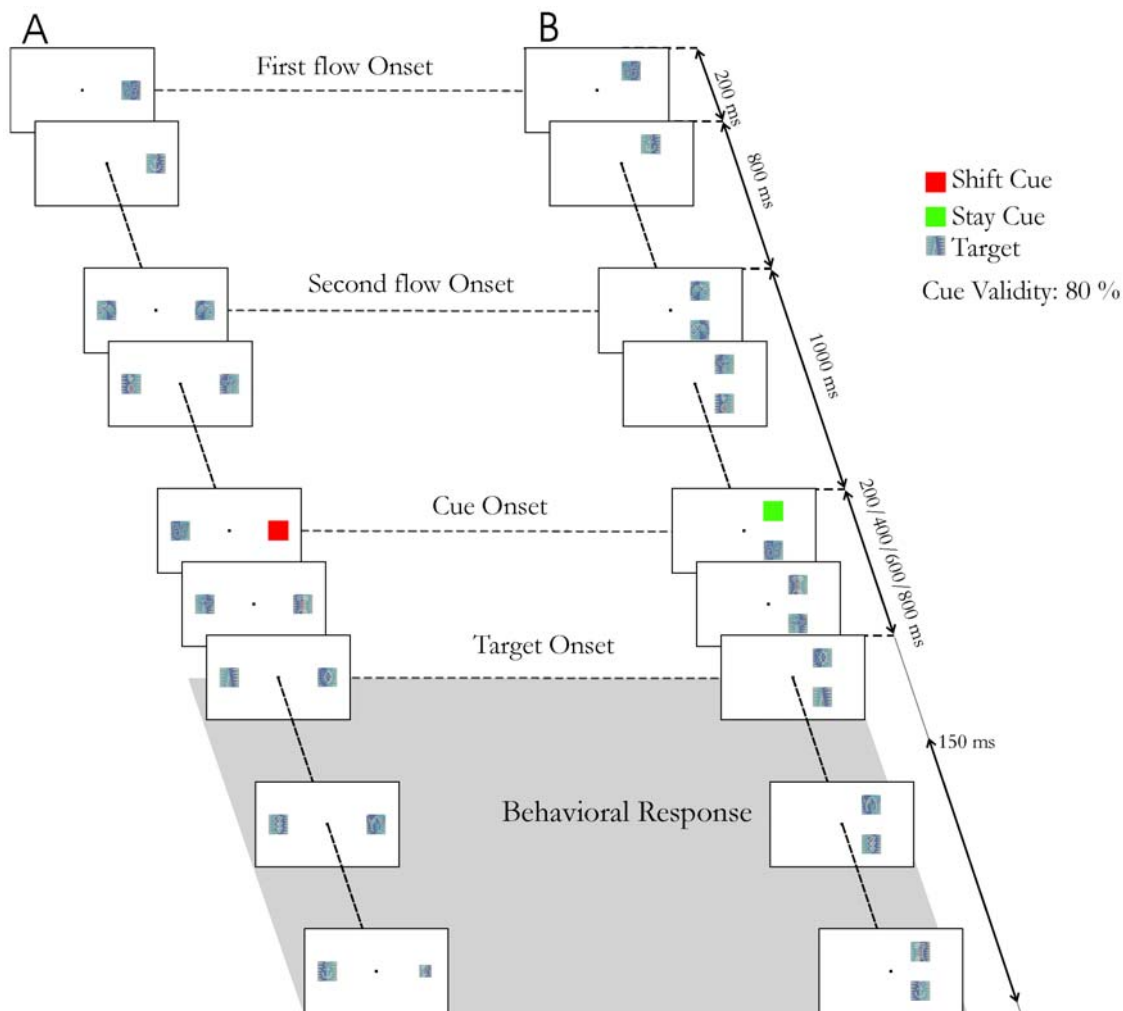 A
B
First flow Onset
200 ms
800 ms
Shift Cue
Stay Cue
Target
Cue Validity: 80 %
Second flow Onset
1000 ms
Cue Onset
200/400/600/800 ms
Target Onset
150 ms
Behavioral Response